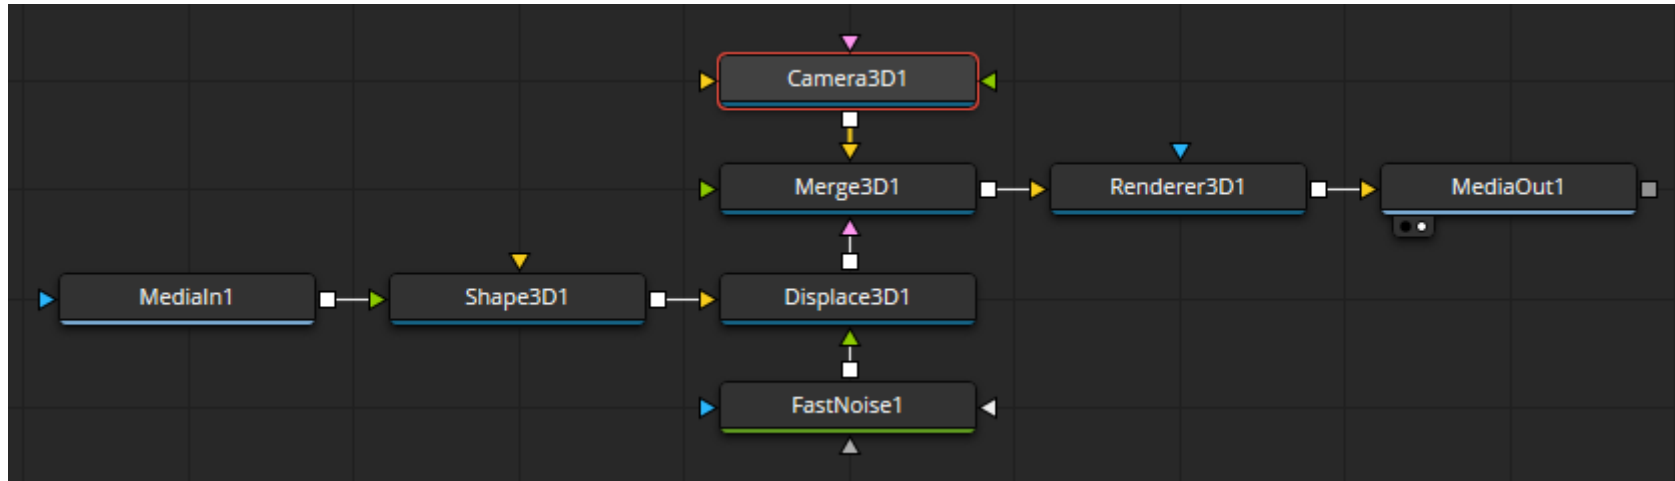 Camera3D1
Merge3D1
Renderer3D1
MediaOut1
MediaIn1
Shape3D1
Displace3D1
FastNoise1